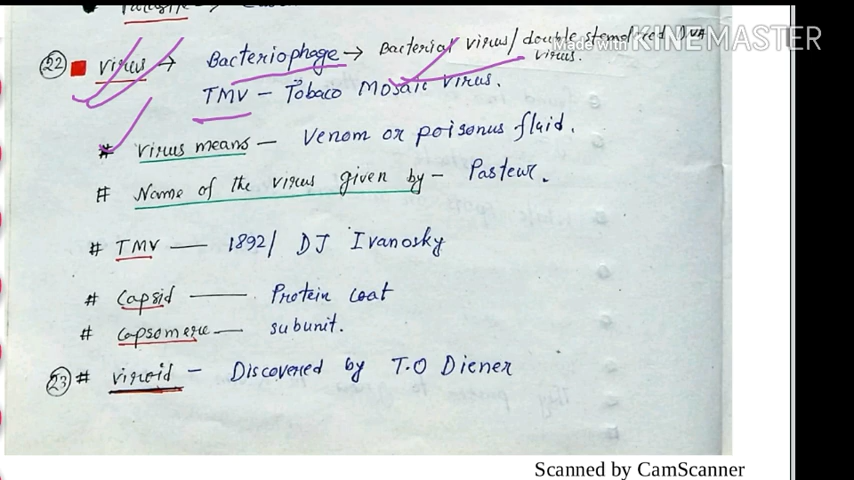 Parasite →
(22) Virus → Bacteriophage → Bacterial virus/double stemdered DNA virus.
Made with KINEMASTER
TMV - Tobaco Mosaic Virus.
# Virus means - Venom or poisonus fluid.
# Name of the virus given by - Pasteur.
# TMV — 1892/ DJ Ivanosky
# Capsid — Protein coat
# Capsomere — subunit.
(23) # Viroid - Discovered by T.O Diener
Scanned by CamScanner